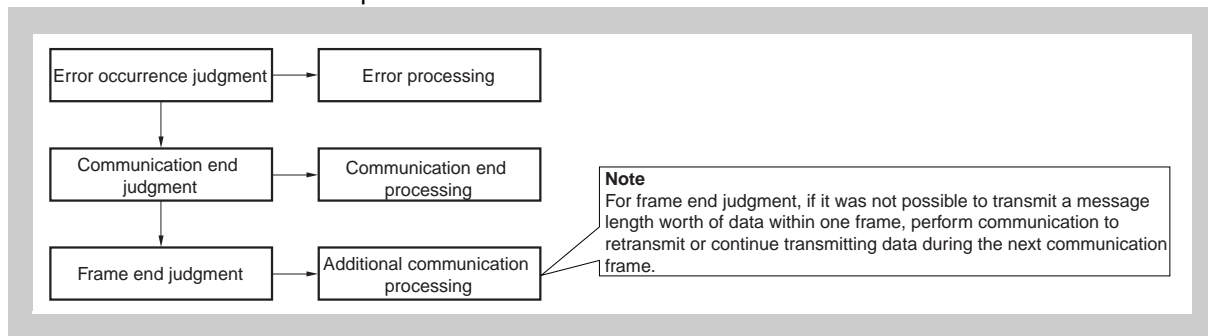 Error occurrence judgment
Error processing
Communication end
judgment
Communication end
processing
Frame end judgment
Additional communication
processing
Note
For frame end judgment, if it was not possible to transmit a message
length worth of data within one frame, perform communication to
retransmit or continue transmitting data during the next communication
frame.